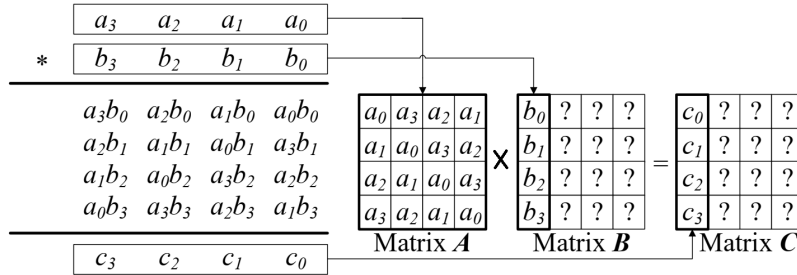 a₃ a₂ a₁ a₀
* b₃ b₂ b₁ b₀
a₃b₀ a₂b₀ a₁b₀ a₀b₀
a₂b₁ a₁b₁ a₀b₁ a₃b₁
a₁b₂ a₀b₂ a₃b₂ a₂b₂
a₀b₃ a₃b₃ a₂b₃ a₁b₃
c₃ c₂ c₁ c₀
a₀ a₃ a₂ a₁
a₁ a₀ a₃ a₂
a₂ a₁ a₀ a₃
a₃ a₂ a₁ a₀
Matrix A
×
b₀ ? ? ?
b₁ ? ? ?
b₂ ? ? ?
b₃ ? ? ?
Matrix B
=
c₀ ? ? ?
c₁ ? ? ?
c₂ ? ? ?
c₃ ? ? ?
Matrix C